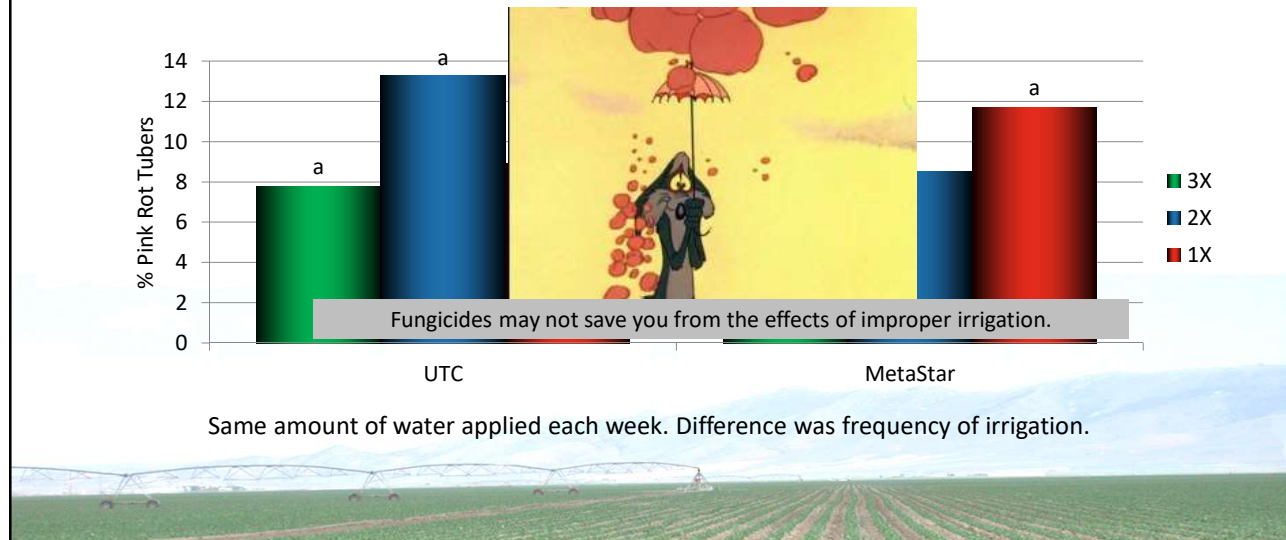 % Pink Rot Tubers
14
12
10
8
6
4
2
0
a
a
a
3X
2X
1X
Fungicides may not save you from the effects of improper irrigation.
UTC
MetaStar
Same amount of water applied each week. Difference was frequency of irrigation.